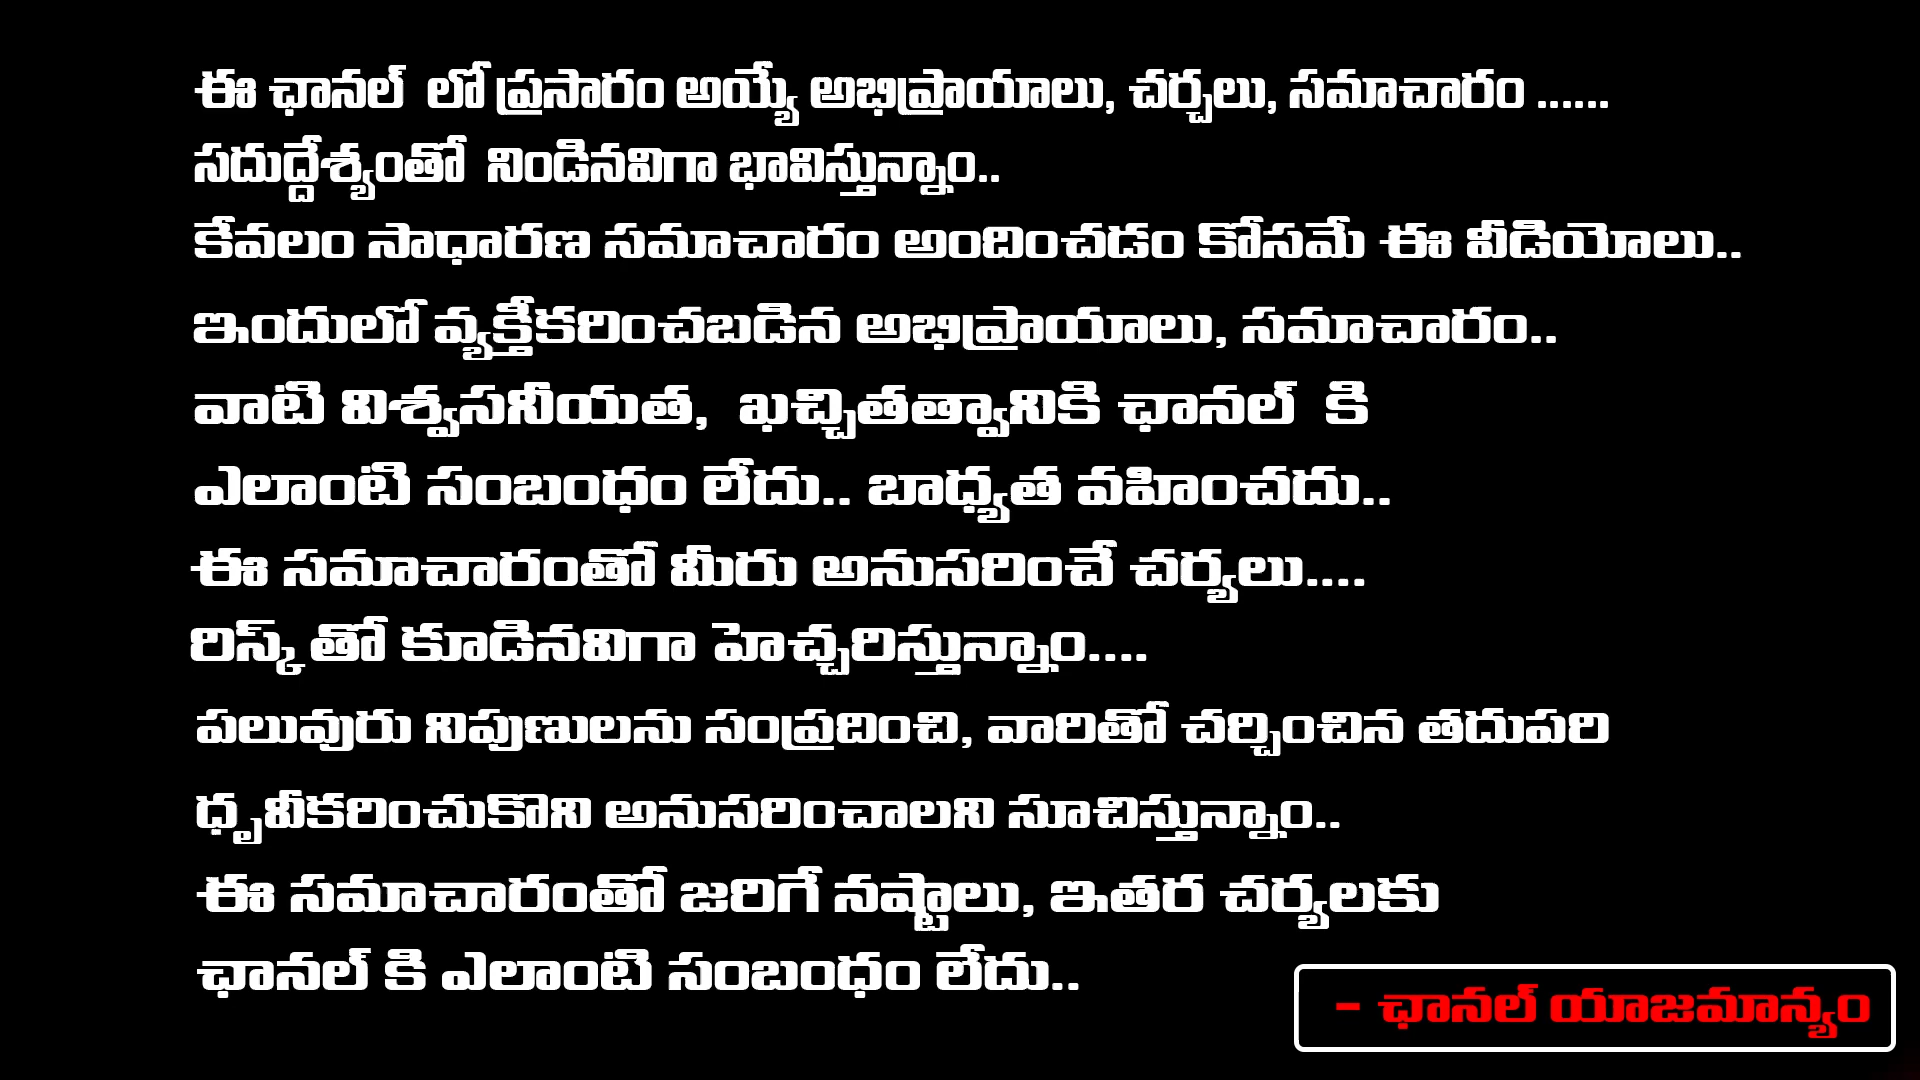 ఈ ఛానల్ లో ప్రసారం అయ్యే అభిప్రాయాలు, చర్చలు, సమాచారం ......
సదుద్దేశ్యంతో నిండినవిగా భావిస్తున్నాం..
కేవలం సాధారణ సమాచారం అందించడం కోసమే ఈ వీడియోలు..
ఇందులో వ్యక్తీకరించబడిన అభిప్రాయాలు, సమాచారం..
వాటి విశ్వసనీయత, ఖచ్చితత్వానికి ఛానల్ కి
ఎలాంటి సంబంధం లేదు.. బాధ్యత వహించదు..
ఈ సమాచారంతో మీరు అనుసరించే చర్యలు....
రిస్క్ తో కూడినవిగా హెచ్చరిస్తున్నాం....
పలువురు నిపుణులను సంప్రదించి, వారితో చర్చించిన తదుపరి
ధృవీకరించుకొని అనుసరించాలని సూచిస్తున్నాం..
ఈ సమాచారంతో జరిగే నష్టాలు, ఇతర చర్యలకు
ఛానల్ కి ఎలాంటి సంబంధం లేదు..
- ఛానల్ యాజమాన్యం